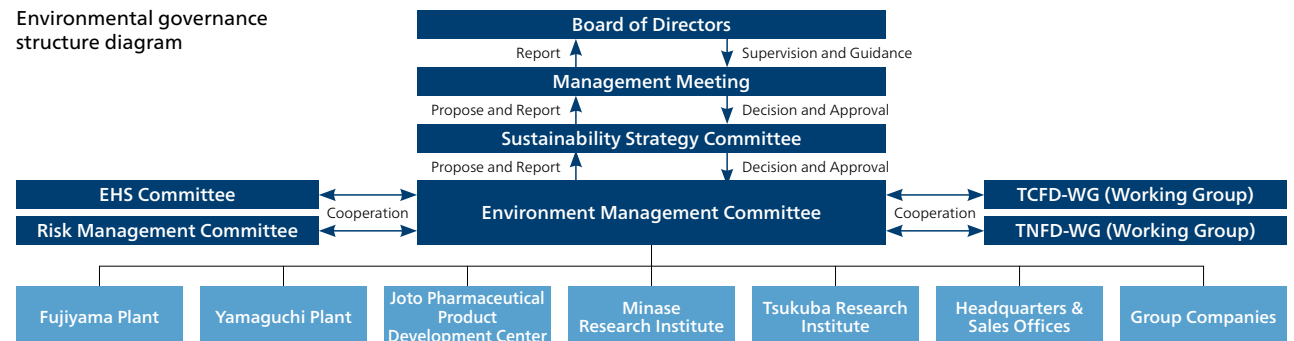 Environmental governance
structure diagram
Board of Directors
Report
Supervision and Guidance
Management Meeting
Propose and Report
Decision and Approval
Sustainability Strategy Committee
Propose and Report
Decision and Approval
EHS Committee
Cooperation
Risk Management Committee
Environment Management Committee
Cooperation
TCFD-WG (Working Group)
TNFD-WG (Working Group)
Fujiyama Plant
Yamaguchi Plant
Joto Pharmaceutical
Product
Development Center
Minase
Research Institute
Tsukuba Research
Institute
Headquarters &
Sales Offices
Group Companies